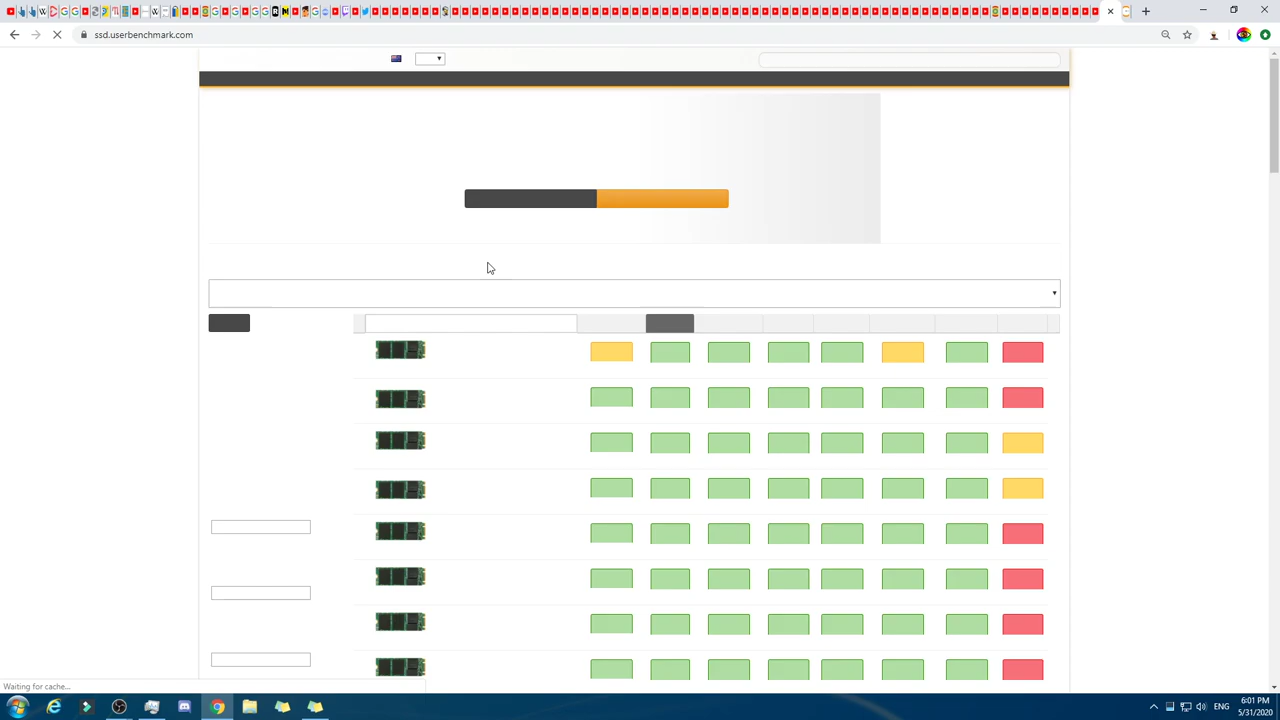 ssd.userbenchmark.com
Waiting for cache...
ENG
6:01 PM
5/31/2020